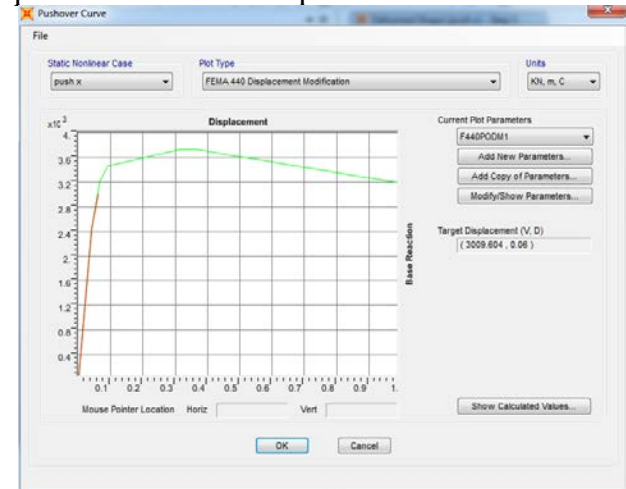 Pushover Curve
File
Static Nonlinear Case
Plot Type
Units
push x
FEMA 440 Displacement Modification
KN, m, C
x10 3
Displacement
Current Plot Parameters
4.
F440PODM1
3.6
Add New Parameters...
3.2
Add Copy of Parameters...
2.8
Modify/Show Parameters...
2.4
Target Displacement (V, D)
2.
( 3009.604 , 0.06 )
1.6
Base Reaction
1.2
0.8
0.4
0.1 0.2 0.3 0.4 0.5 0.6 0.7 0.8 0.9 1.
Mouse Pointer Location Horiz Vert
Show Calculated Values...
OK Cancel